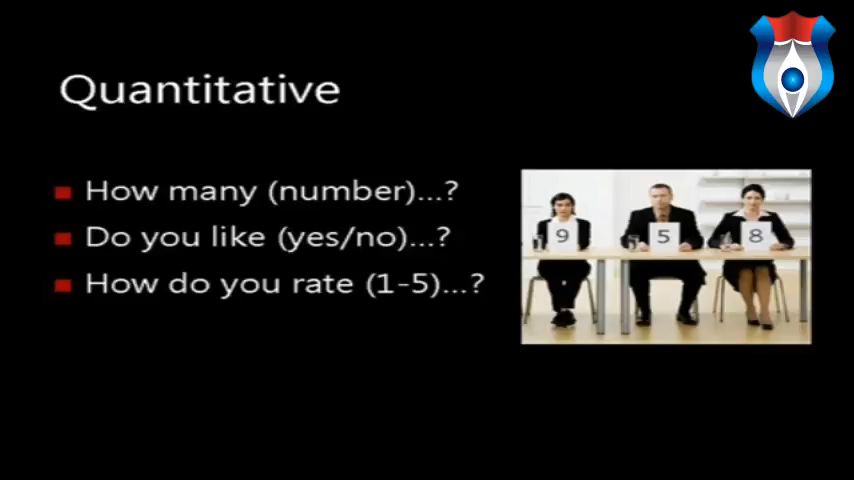 Quantitative
How many (number)...?
Do you like (yes/no)...?
How do you rate (1-5)...?
9 5 8